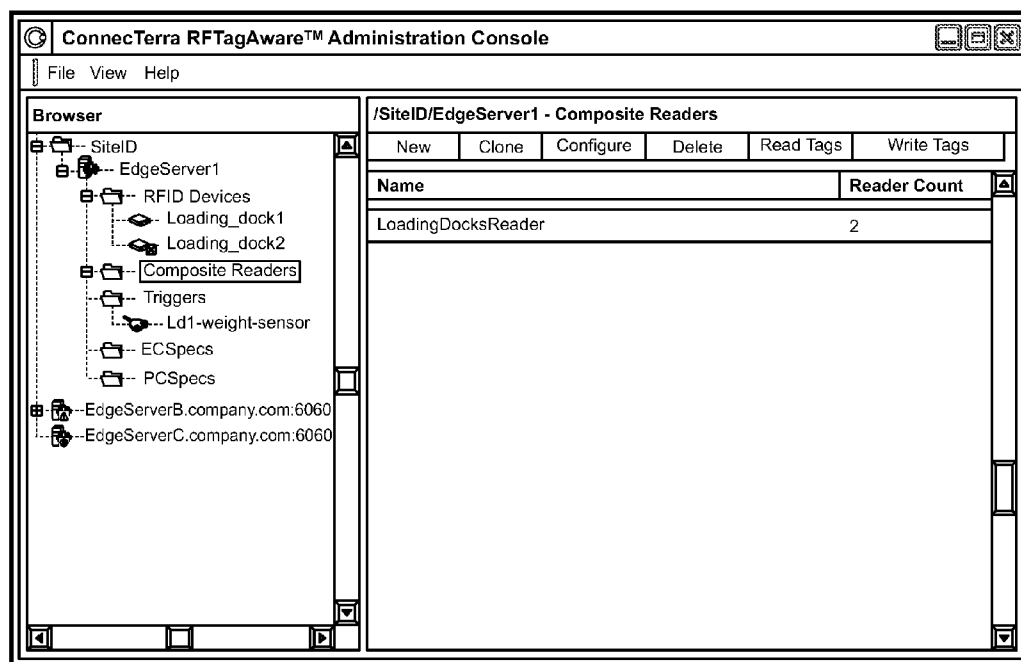 ConnecTerra RFTagAware™ Administration Console
File View Help
Browser
SiteID
EdgeServer1
RFID Devices
Loading_dock1
Loading_dock2
Composite Readers
Triggers
Ld1-weight-sensor
ECSpecs
PCSpecs
EdgeServerB.company.com:6060
EdgeServerC.company.com:6060
/SiteID/EdgeServer1 - Composite Readers
New Clone Configure Delete Read Tags Write Tags
Name Reader Count
LoadingDocksReader 2